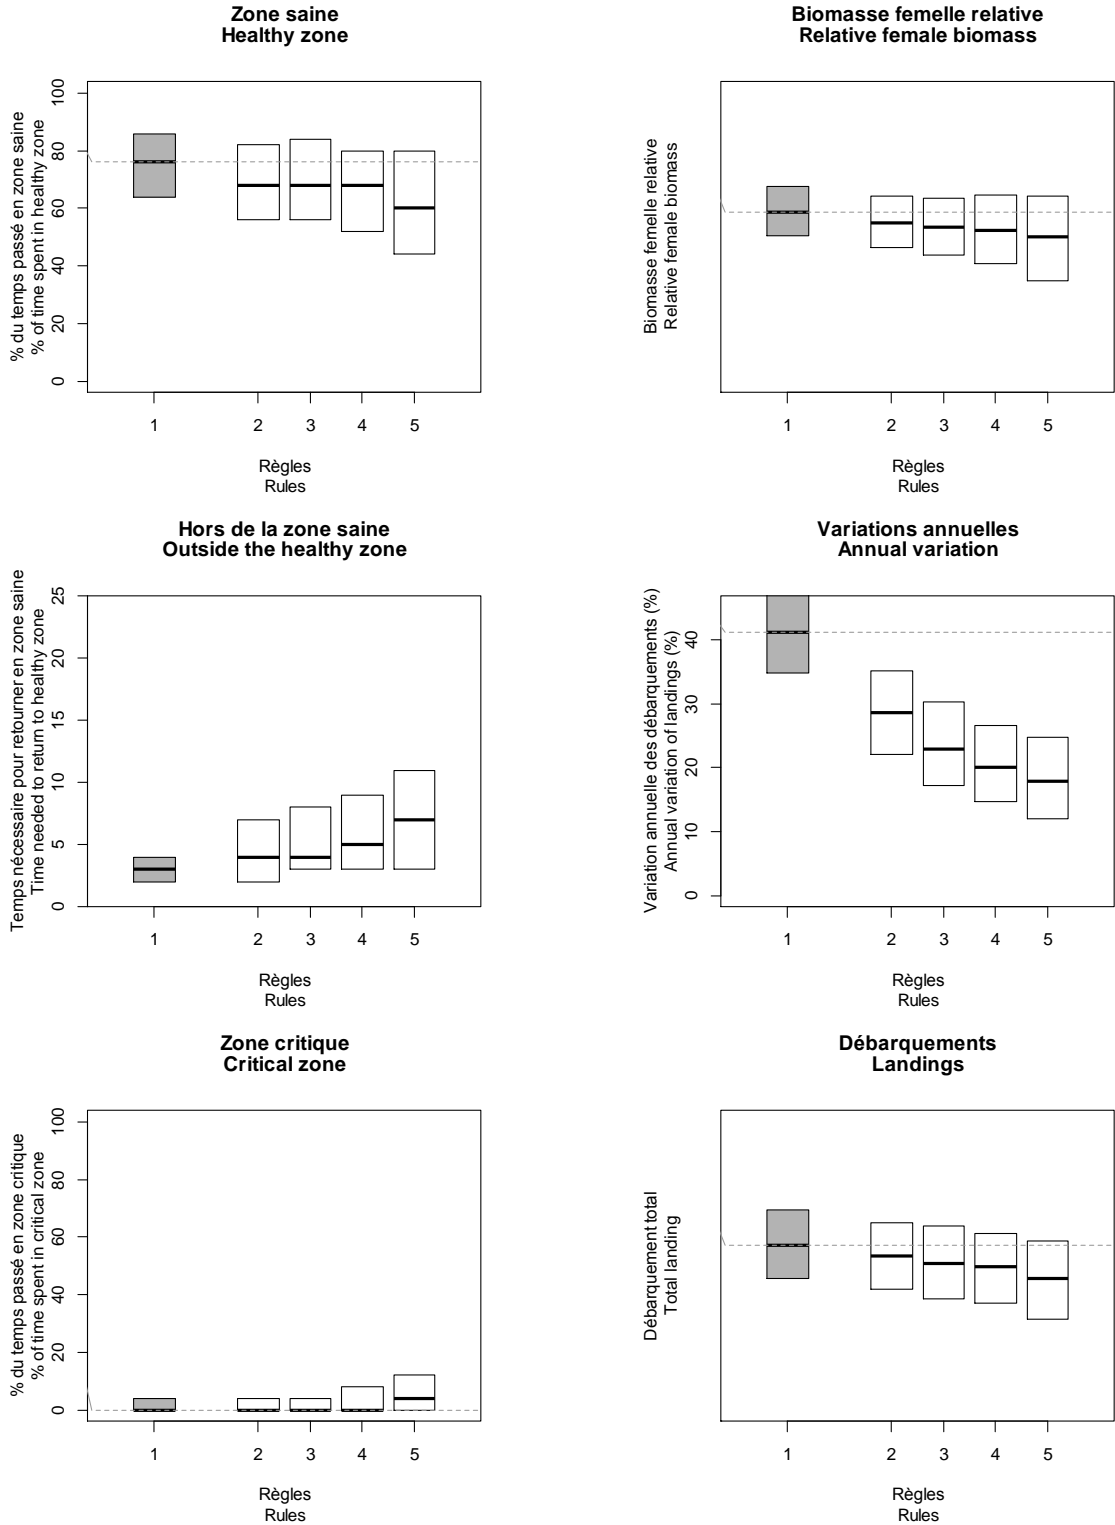 Zone saine
Healthy zone
% du temps passé en zone saine
% of time spent in healthy zone
100
80
60
40
20
0
1 2 3 4 5
Règles
Rules
Biomasse femelle relative
Relative female biomass
Biomasse femelle relative
Relative female biomass
1 2 3 4 5
Règles
Rules
Hors de la zone saine
Outside the healthy zone
Temps nécessaire pour retourner en zone saine
Time needed to return to healthy zone
25
20
15
10
5
0
1 2 3 4 5
Règles
Rules
Variations annuelles
Annual variation
Variation annuelle des débarquements (%)
Annual variation of landings (%)
40
30
20
10
0
1 2 3 4 5
Règles
Rules
Zone critique
Critical zone
% du temps passé en zone critique
% of time spent in critical zone
100
80
60
40
20
0
1 2 3 4 5
Règles
Rules
Débarquements
Landings
Débarquement total
Total landing
1 2 3 4 5
Règles
Rules